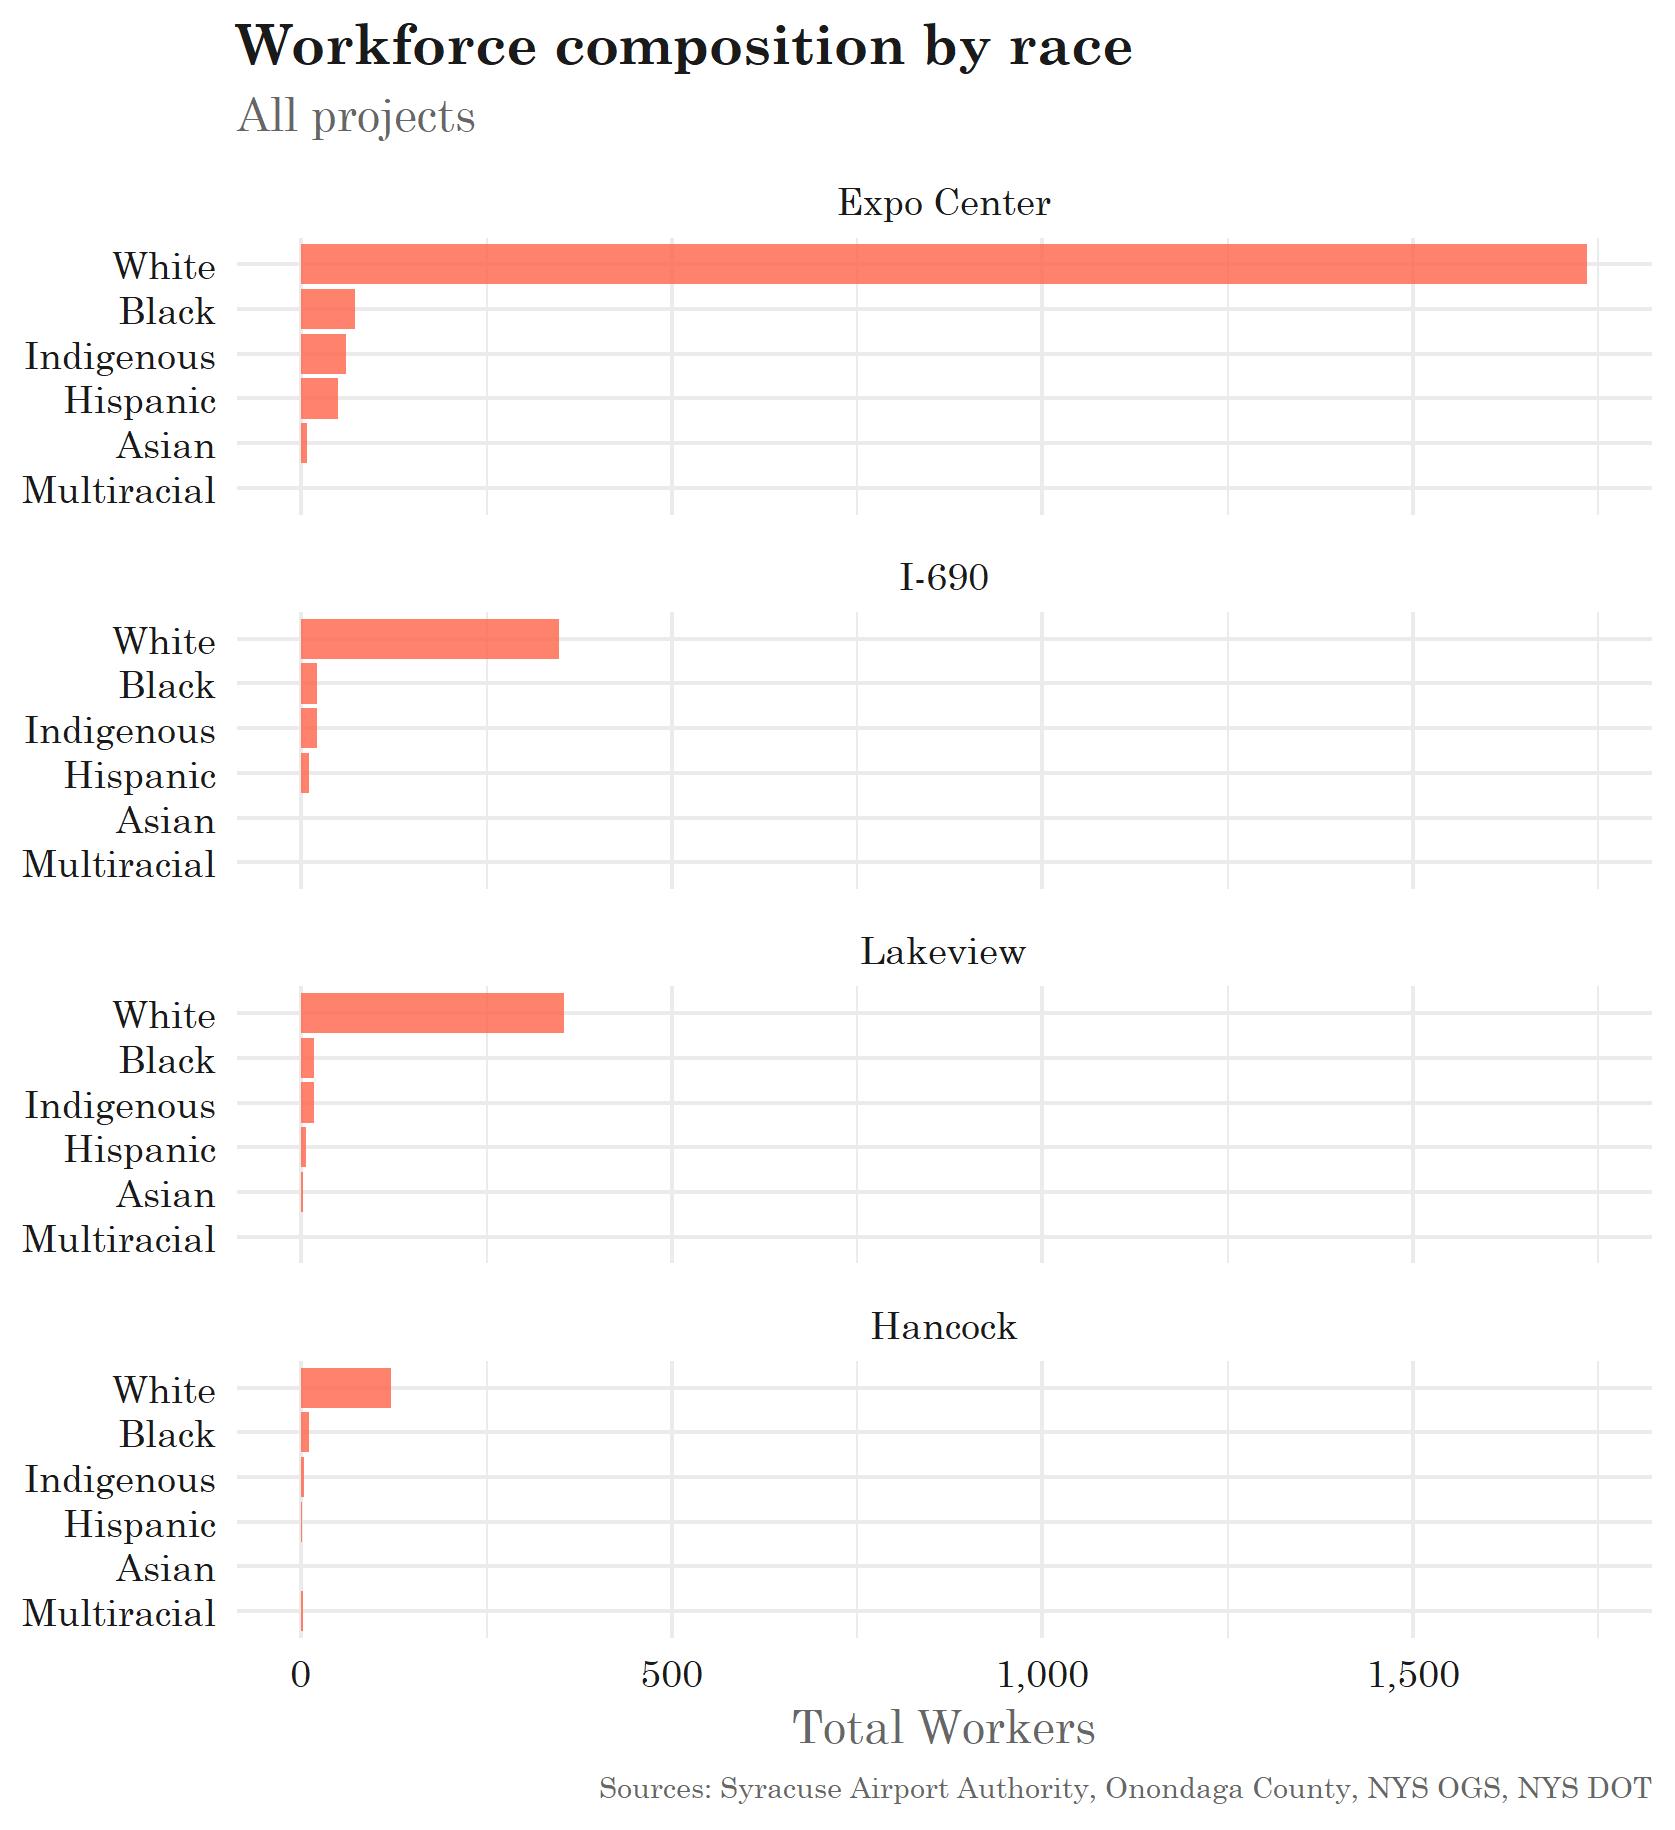 Workforce composition by race
All projects
Expo Center
White
Black
Indigenous
Hispanic
Asian
Multiracial
I-690
White
Black
Indigenous
Hispanic
Asian
Multiracial
Lakeview
White
Black
Indigenous
Hispanic
Asian
Multiracial
Hancock
White
Black
Indigenous
Hispanic
Asian
Multiracial
0 500 1,000 1,500
Total Workers
Sources: Syracuse Airport Authority, Onondaga County, NYS OGS, NYS DOT